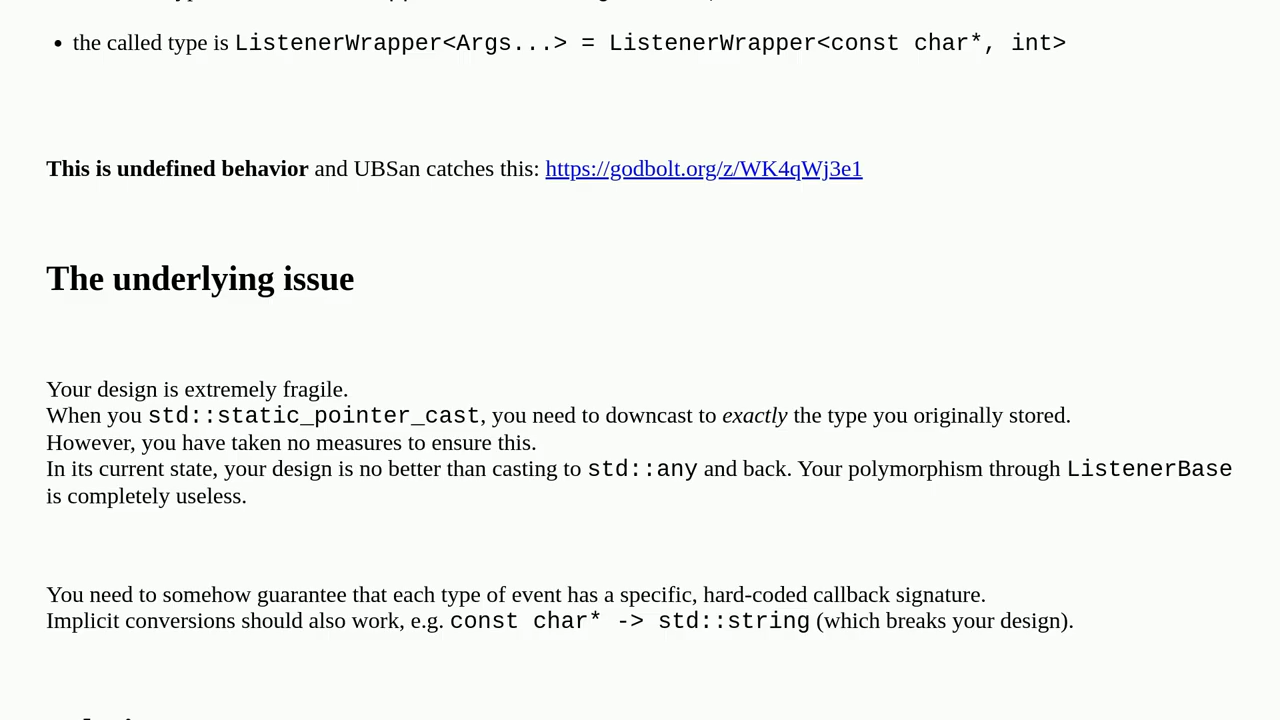 the called type is ListenerWrapper<Args...> = ListenerWrapper<const char*, int>
This is undefined behavior and UBSan catches this: https://godbolt.org/z/WK4qWj3e1
The underlying issue
Your design is extremely fragile.
When you std::static_pointer_cast, you need to downcast to exactly the type you originally stored.
However, you have taken no measures to ensure this.
In its current state, your design is no better than casting to std::any and back. Your polymorphism through ListenerBase
is completely useless.
You need to somehow guarantee that each type of event has a specific, hard-coded callback signature.
Implicit conversions should also work, e.g. const char* -> std::string (which breaks your design).